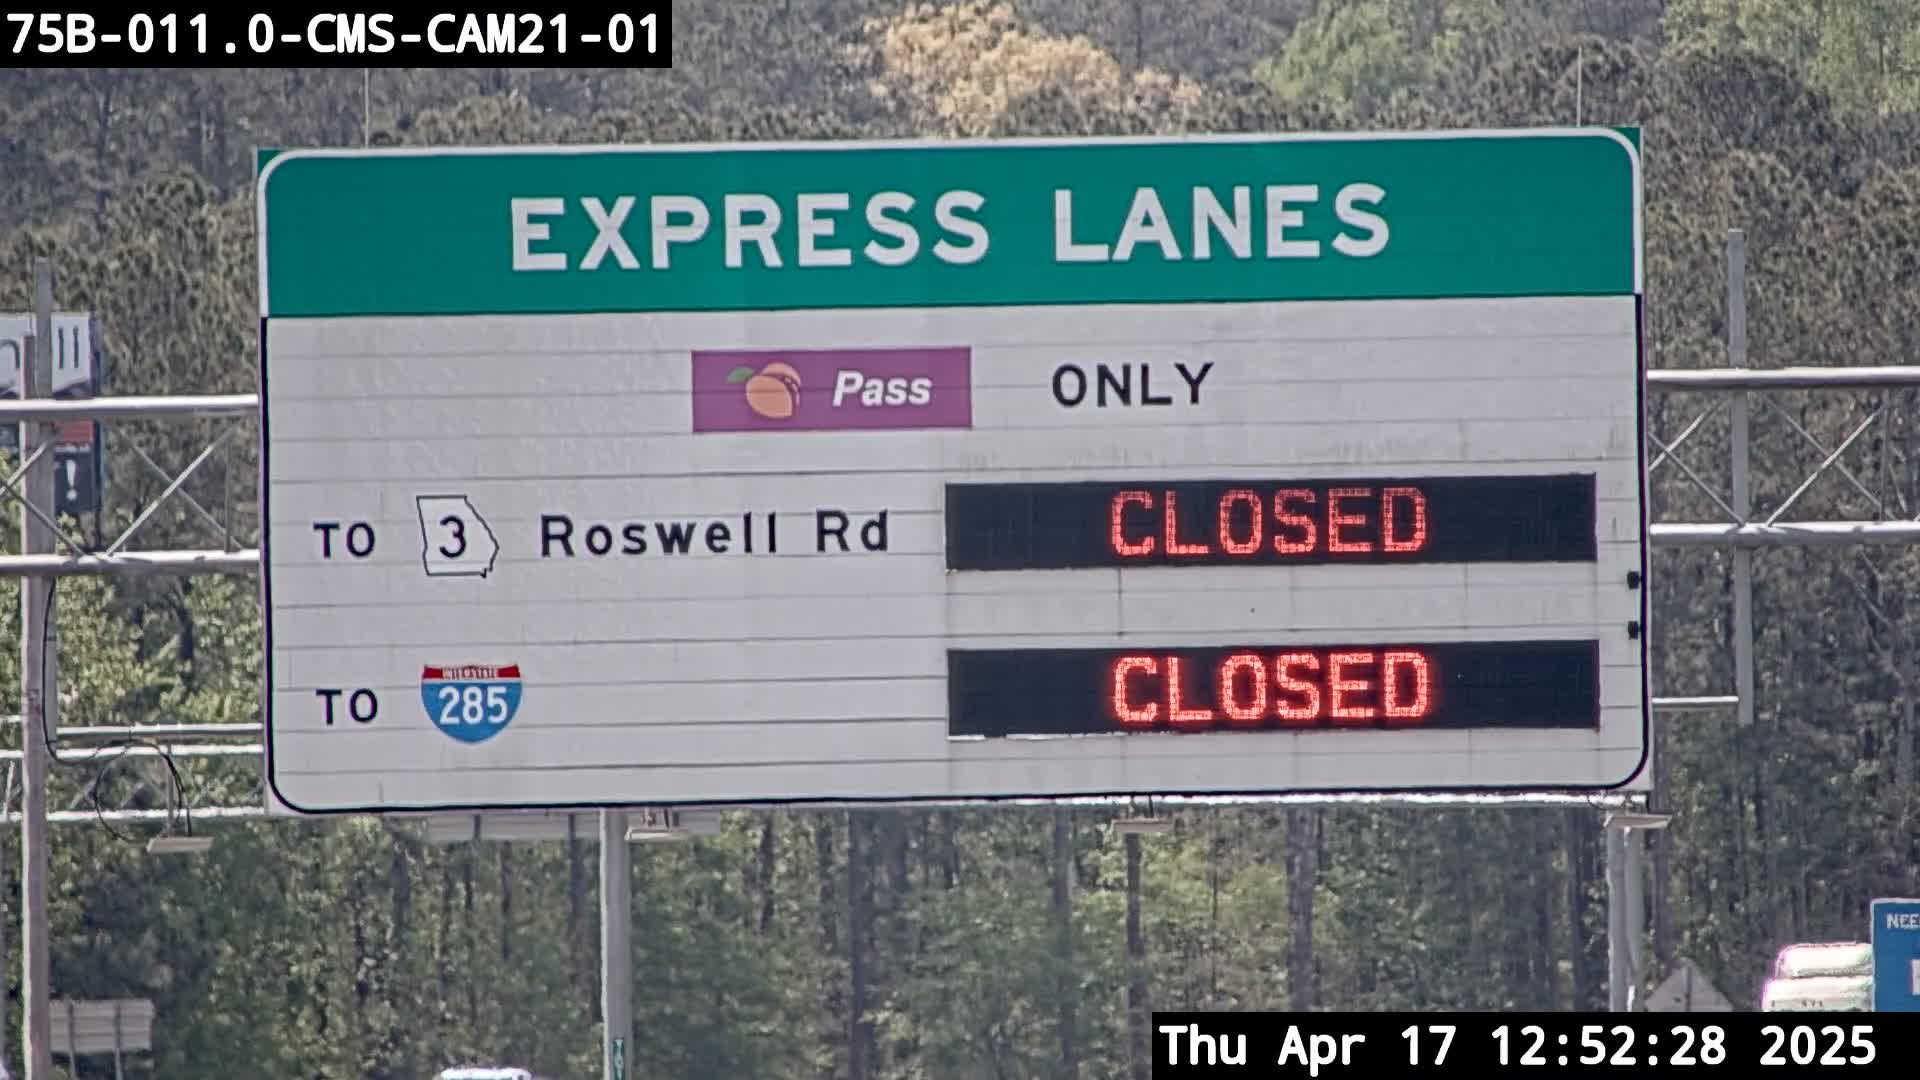 75B-011.0-CMS-CAM21-01
EXPRESS LANES
Pass ONLY
TO 3 Roswell Rd CLOSED
TO INTERSTATE 285 CLOSED
Thu Apr 17 12:52:28 2025